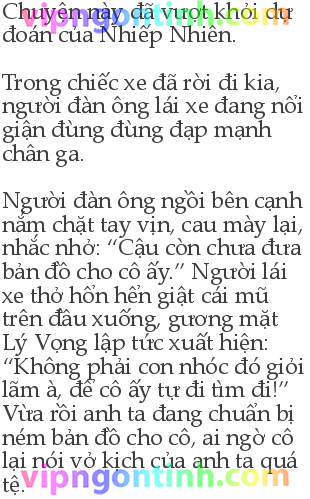 Chuyện này đã vượt khỏi dự
vipngontinh.com
đoán của Nhiếp Nhiên.
Trong chiếc xe đã rời đi kia,
người đàn ông lái xe đang nổi
giận đùng đùng đạp mạnh
chân ga.
Người đàn ông ngồi bên cạnh
nắm chặt tay vịn, cau mày lại,
nhắc nhở: “Cậu còn chưa đưa
bản đồ cho cô ấy.” Người lái
xe thở hổn hển giật cái mũ
trên đầu xuống, gương mặt
Lý Vọng lập tức xuất hiện:
“Không phải con nhóc đó giỏi
lắm à, để cô ấy tự đi tìm đi!”
Vừa rồi anh ta đang chuẩn bị
ném bản đồ cho cô, ai ngờ cô
lại nói vở kịch của anh ta quá
vipngontinh.com
tệ.